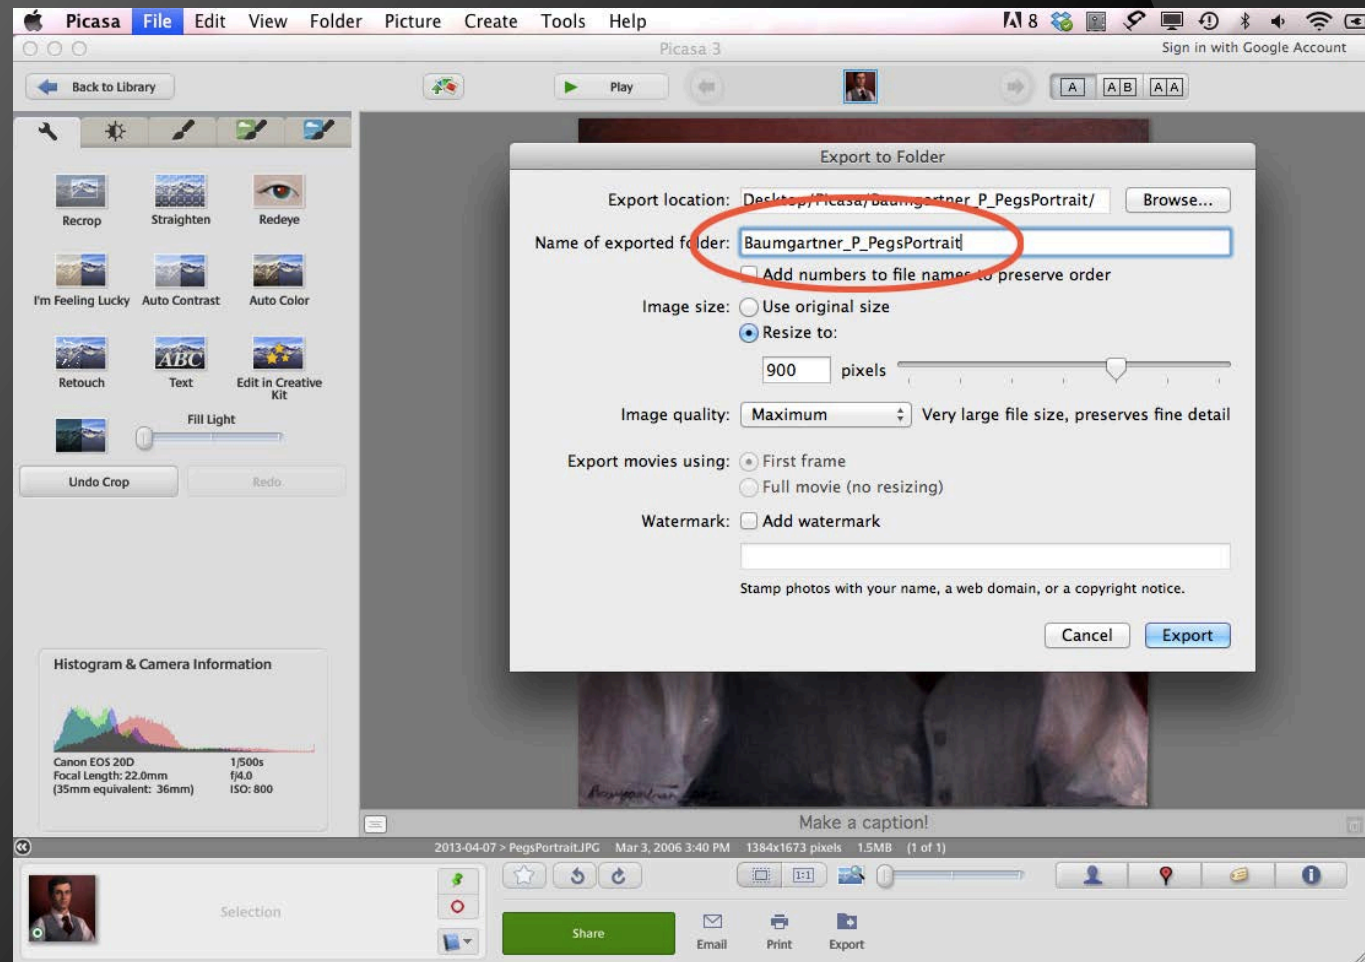 Picasa File Edit View Folder Picture Create Tools Help 8
Picasa 3 Sign in with Google Account
Back to Library Play A A B A A
Export to Folder
Export location: Desktop/Picasa/Baumgartner_P_PegsPortrait/ Browse...
Name of exported folder: Baumgartner_P_PegsPortrait
Add numbers to file names to preserve order
Image size: Use original size
Resize to:
900 pixels
Image quality: Maximum Very large file size, preserves fine detail
Export movies using: First frame
Full movie (no resizing)
Watermark: Add watermark
Stamp photos with your name, a web domain, or a copyright notice.
Cancel Export
Recrop Straighten Redeye
I'm Feeling Lucky Auto Contrast Auto Color
ABC
Retouch Text Edit in Creative
Kit
Fill Light
Undo Crop Redo
Histogram & Camera Information
Canon EOS 20D 1/500s
Focal Length: 22.0mm f/4.0
(35mm equivalent: 36mm) ISO: 800
Make a caption!
2013-04-07 > PegsPortrait.JPG Mar 3, 2006 3:40 PM 1384x1673 pixels 1.5MB (1 of 1)
1:1
Selection
Share Email Print Export